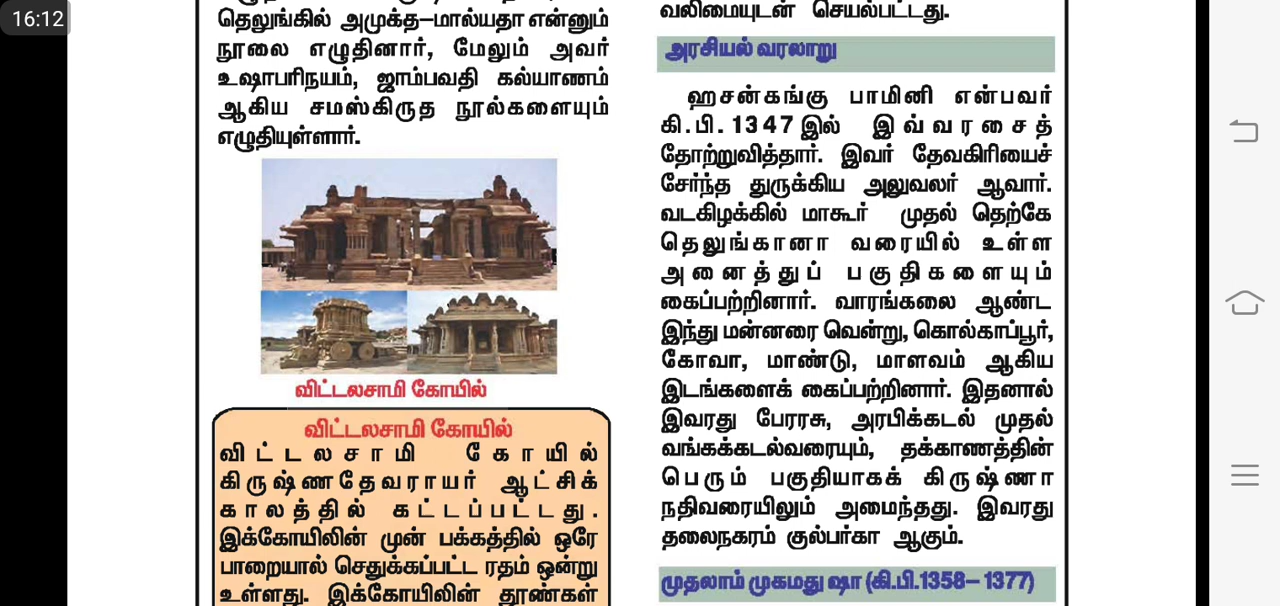 16:12
தெலுங்கில் அமுக்த–மால்யதா என்னும்
நூலை எழுதினார், மேலும் அவர்
உஷாபரிநயம், ஜாம்பவதி கல்யாணம்
ஆகிய சமஸ்கிருத நூல்களையும்
எழுதியுள்ளார்.
விட்டலசாமி கோயில்
விட்டலசாமி கோயில்
விட்டலசாமி கோயில்
கிருஷ்ணதேவராயர் ஆட்சிக்
காலத்தில் கட்டப்பட்டது.
இக்கோயிலின் முன் பக்கத்தில் ஒரே
பாறையால் செதுக்கப்பட்ட ரதம் ஒன்று
உள்ளது. இக்கோயிலின் தூண்கள்
வலிமையுடன் செயல்பட்டது.
அரசியல் வரலாறு
ஹசன்கங்கு பாமினி என்பவர்
கி.பி.1347இல் இவ்வரசைத்
தோற்றுவித்தார். இவர் தேவகிரியைச்
சேர்ந்த துருக்கிய அலுவலர் ஆவார்.
வடகிழக்கில் மாகூர் முதல் தெற்கே
தெலுங்கானா வரையில் உள்ள
அனைத்துப் பகுதிகளையும்
கைப்பற்றினார். வாரங்கலை ஆண்ட
இந்து மன்னரை வென்று, கொல்காப்பூர்,
கோவா, மாண்டு, மாளவம் ஆகிய
இடங்களைக் கைப்பற்றினார். இதனால்
இவரது பேரரசு, அரபிக்கடல் முதல்
வங்கக்கடல்வரையும், தக்காணத்தின்
பெரும் பகுதியாகக் கிருஷ்ணா
நதிவரையிலும் அமைந்தது. இவரது
தலைநகரம் குல்பர்கா ஆகும்.
முதலாம் முகமது ஷா (கி.பி.1358–1377)